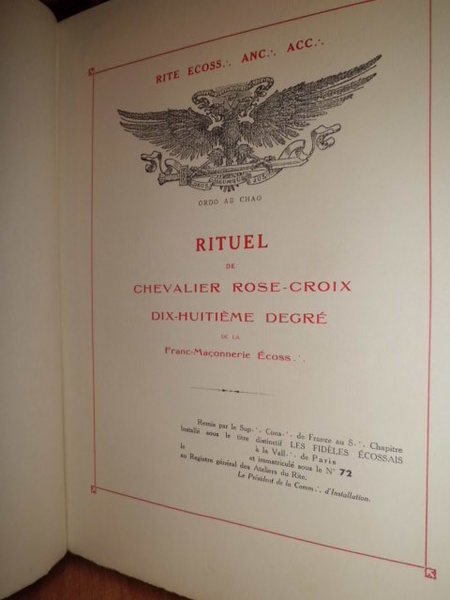 RITE ECOSS∴ ANC∴ ACC∴
DEUS MEUMQUE JUS
ORDO AB CHAO
RITUEL
DE
CHEVALIER ROSE-CROIX
DIX-HUITIÈME DEGRÉ
DE LA
Franc-Maçonnerie Écoss∴
Remis par le Sup∴ Cons∴ de France au S∴ Chapitre
Installé sous le titre distinctif LES FIDÈLES ÉCOSSAIS
le à la Vall∴ de Paris
et immatriculé sous le N° 72
au Registre général des Ateliers du Rite.
Le Président de la Comm∴ d'Installation.